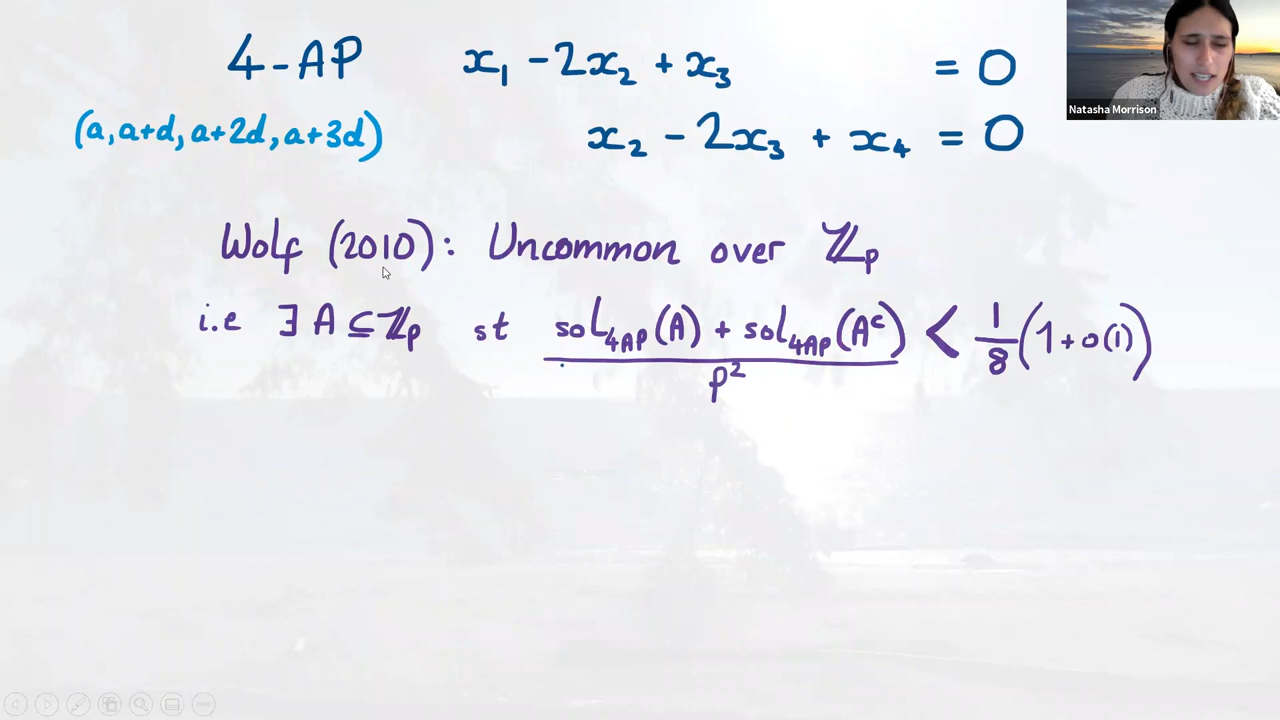 4-AP x₁ - 2x₂ + x₃ = 0
(a, a+d, a+2d, a+3d) x₂ - 2x₃ + x₄ = 0
Natasha Morrison
Wolf (2010): Uncommon over ℤₚ
i.e ∃ A ⊆ ℤₚ st (sol₄ₐₚ(A) + sol₄ₐₚ(Aᶜ)) / p² < 1/8 (1 + o(1))